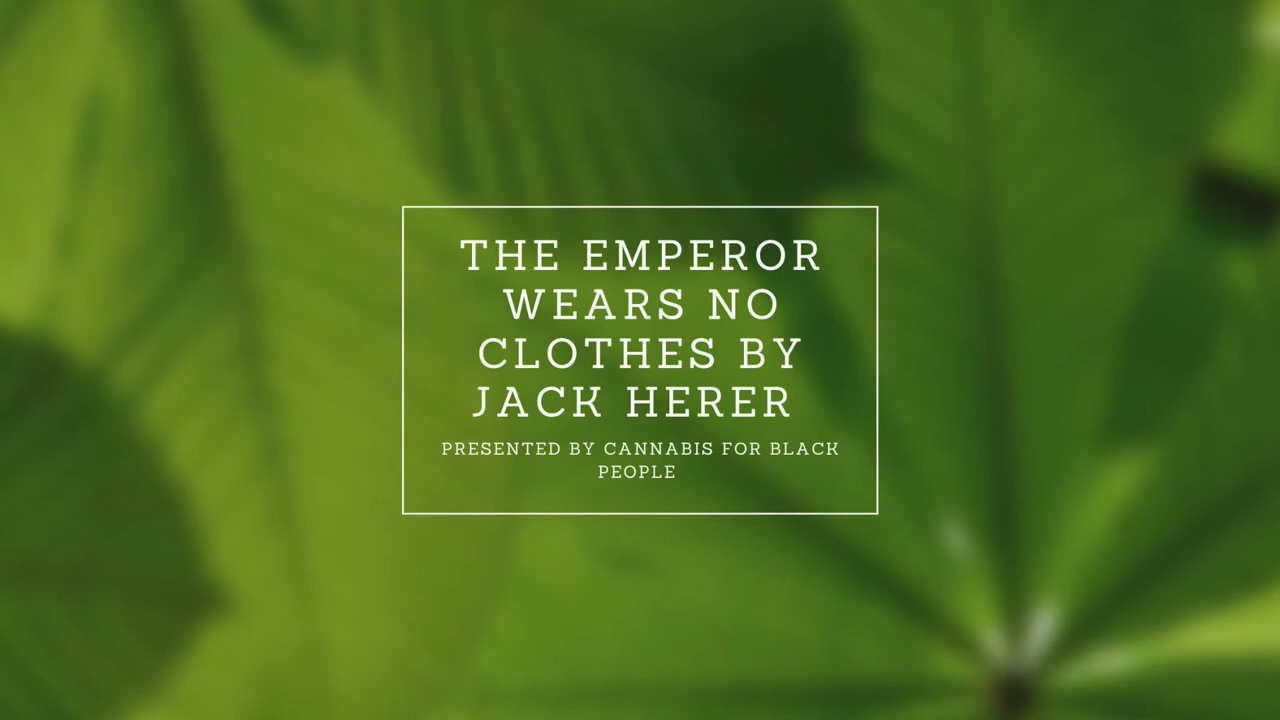 THE EMPEROR
WEARS NO
CLOTHES BY
JACK HERER
PRESENTED BY CANNABIS FOR BLACK
PEOPLE